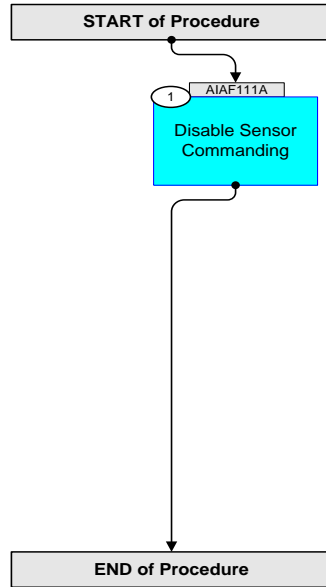 START of Procedure
AIAF111A
1
Disable Sensor
Commanding
END of Procedure